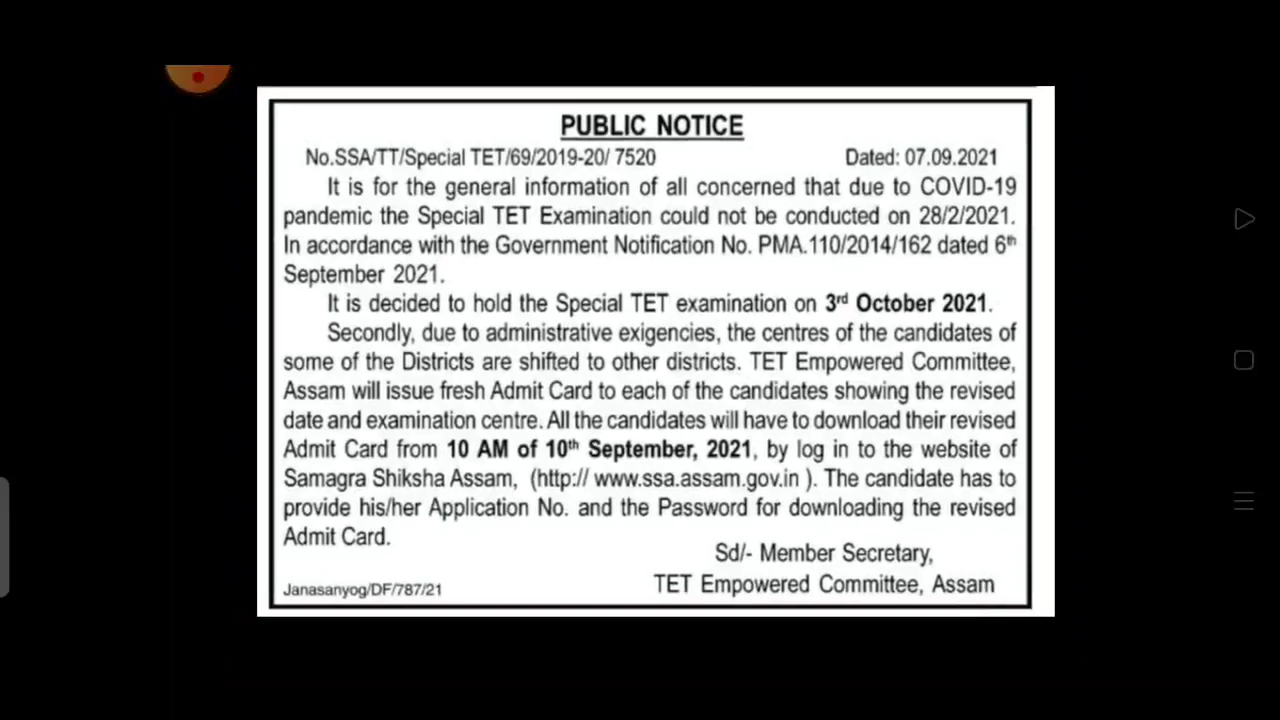 PUBLIC NOTICE
No.SSA/TT/Special TET/69/2019-20/ 7520 Dated: 07.09.2021
It is for the general information of all concerned that due to COVID-19
pandemic the Special TET Examination could not be conducted on 28/2/2021.
In accordance with the Government Notification No. PMA.110/2014/162 dated 6th
September 2021.
It is decided to hold the Special TET examination on 3rd October 2021.
Secondly, due to administrative exigencies, the centres of the candidates of
some of the Districts are shifted to other districts. TET Empowered Committee,
Assam will issue fresh Admit Card to each of the candidates showing the revised
date and examination centre. All the candidates will have to download their revised
Admit Card from 10 AM of 10th September, 2021, by log in to the website of
Samagra Shiksha Assam, (http:// www.ssa.assam.gov.in ). The candidate has to
provide his/her Application No. and the Password for downloading the revised
Admit Card.
Sd/- Member Secretary,
TET Empowered Committee, Assam
Janasanyog/DF/787/21